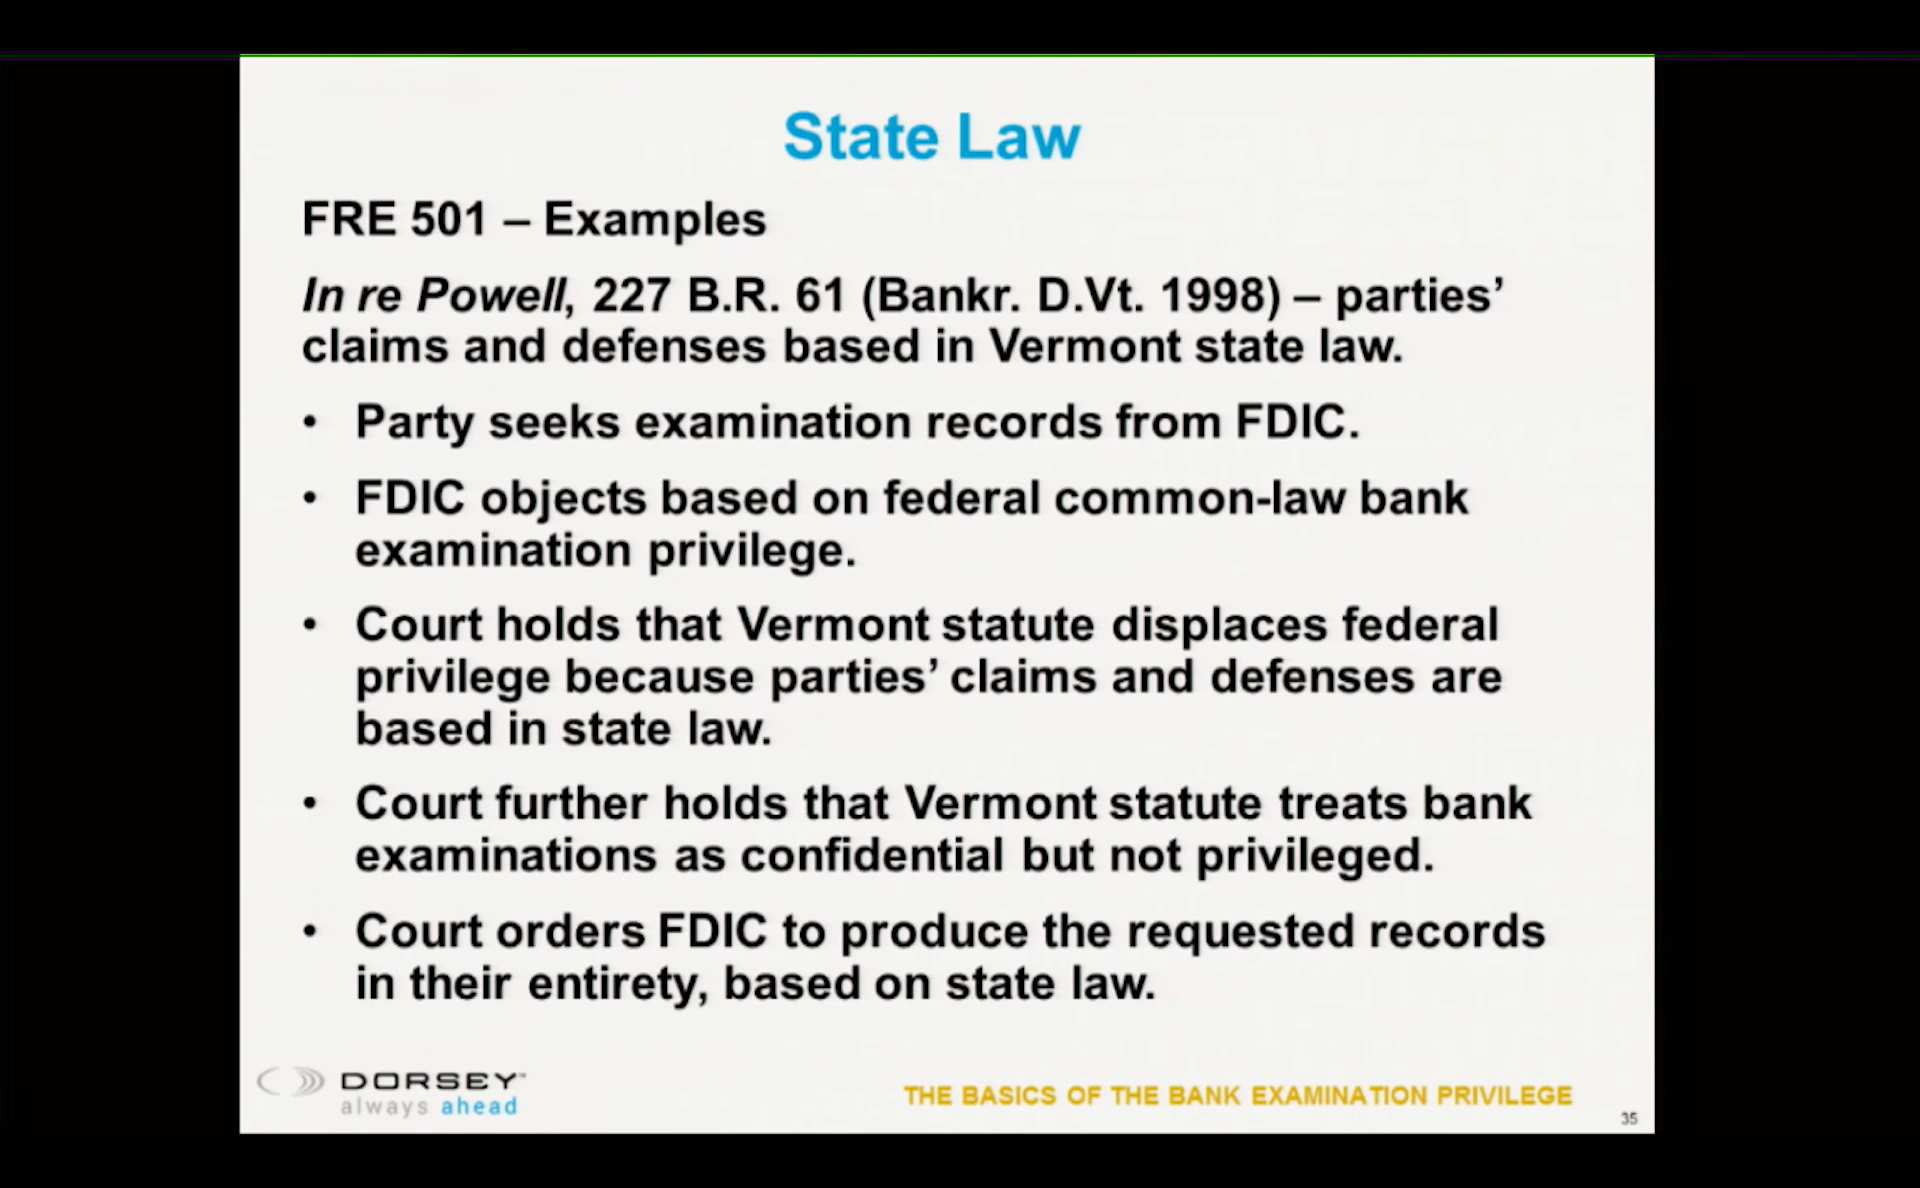 State Law
FRE 501 – Examples
In re Powell, 227 B.R. 61 (Bankr. D.Vt. 1998) – parties’
claims and defenses based in Vermont state law.
• Party seeks examination records from FDIC.
• FDIC objects based on federal common-law bank
examination privilege.
• Court holds that Vermont statute displaces federal
privilege because parties’ claims and defenses are
based in state law.
• Court further holds that Vermont statute treats bank
examinations as confidential but not privileged.
• Court orders FDIC to produce the requested records
in their entirety, based on state law.
DORSEY™
always ahead
THE BASICS OF THE BANK EXAMINATION PRIVILEGE
35